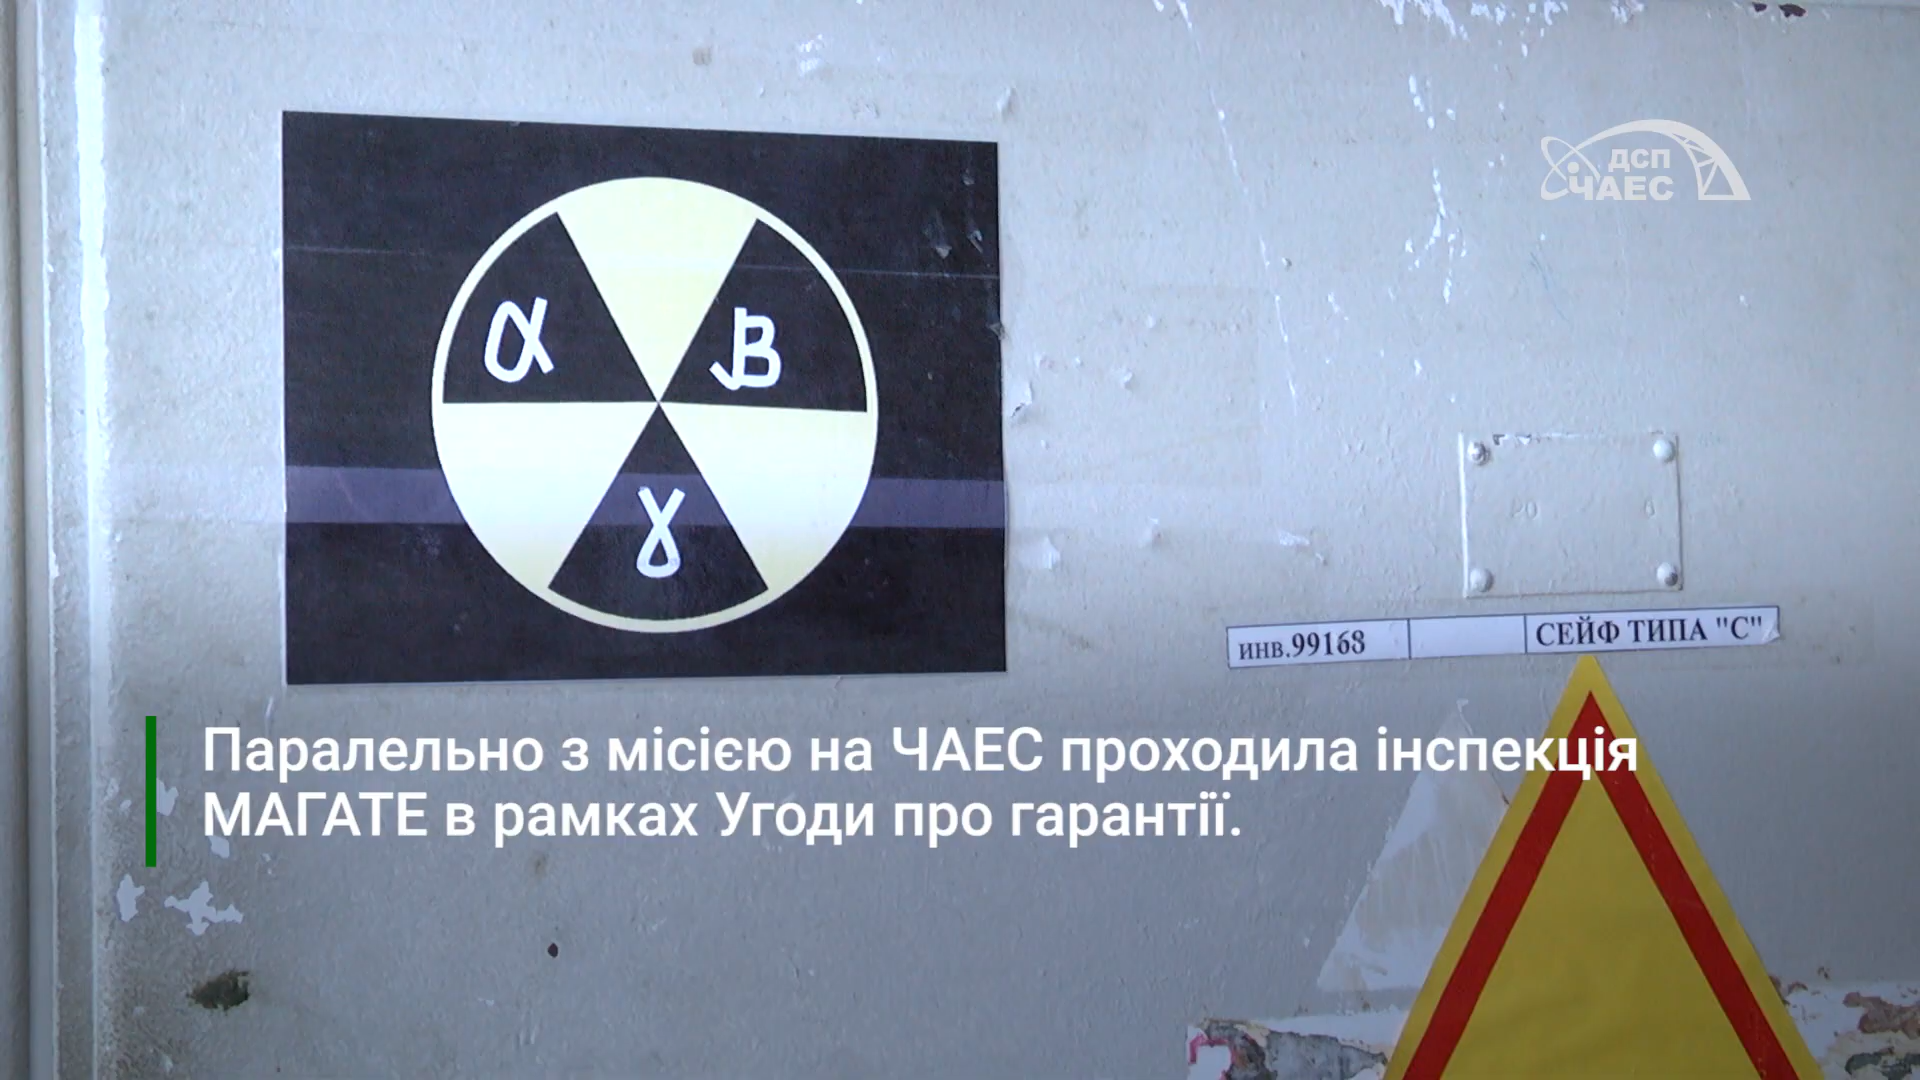 ДСП
ЧАЕС
α β
γ
инв.99168 СЕЙФ ТИПА "С"
Паралельно з місією на ЧАЕС проходила інспекція
МАГАТЕ в рамках Угоди про гарантії.